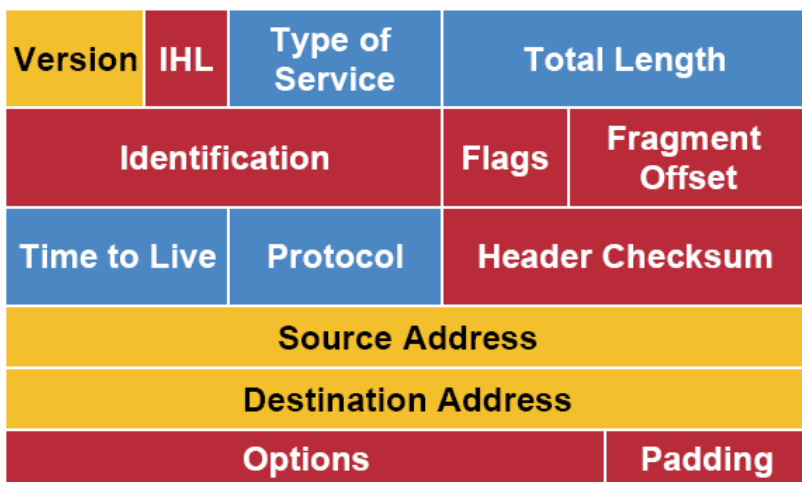 Version IHL Type of Service Total Length
Identification Flags Fragment Offset
Time to Live Protocol Header Checksum
Source Address
Destination Address
Options Padding